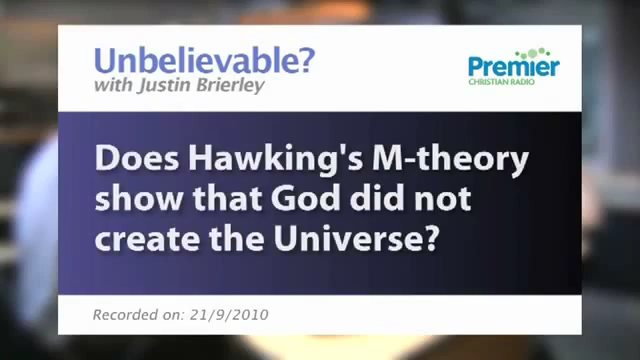 Unbelievable?
with Justin Brierley
Premier
CHRISTIAN RADIO
Does Hawking's M-theory
show that God did not
create the Universe?
Recorded on: 21/9/2010